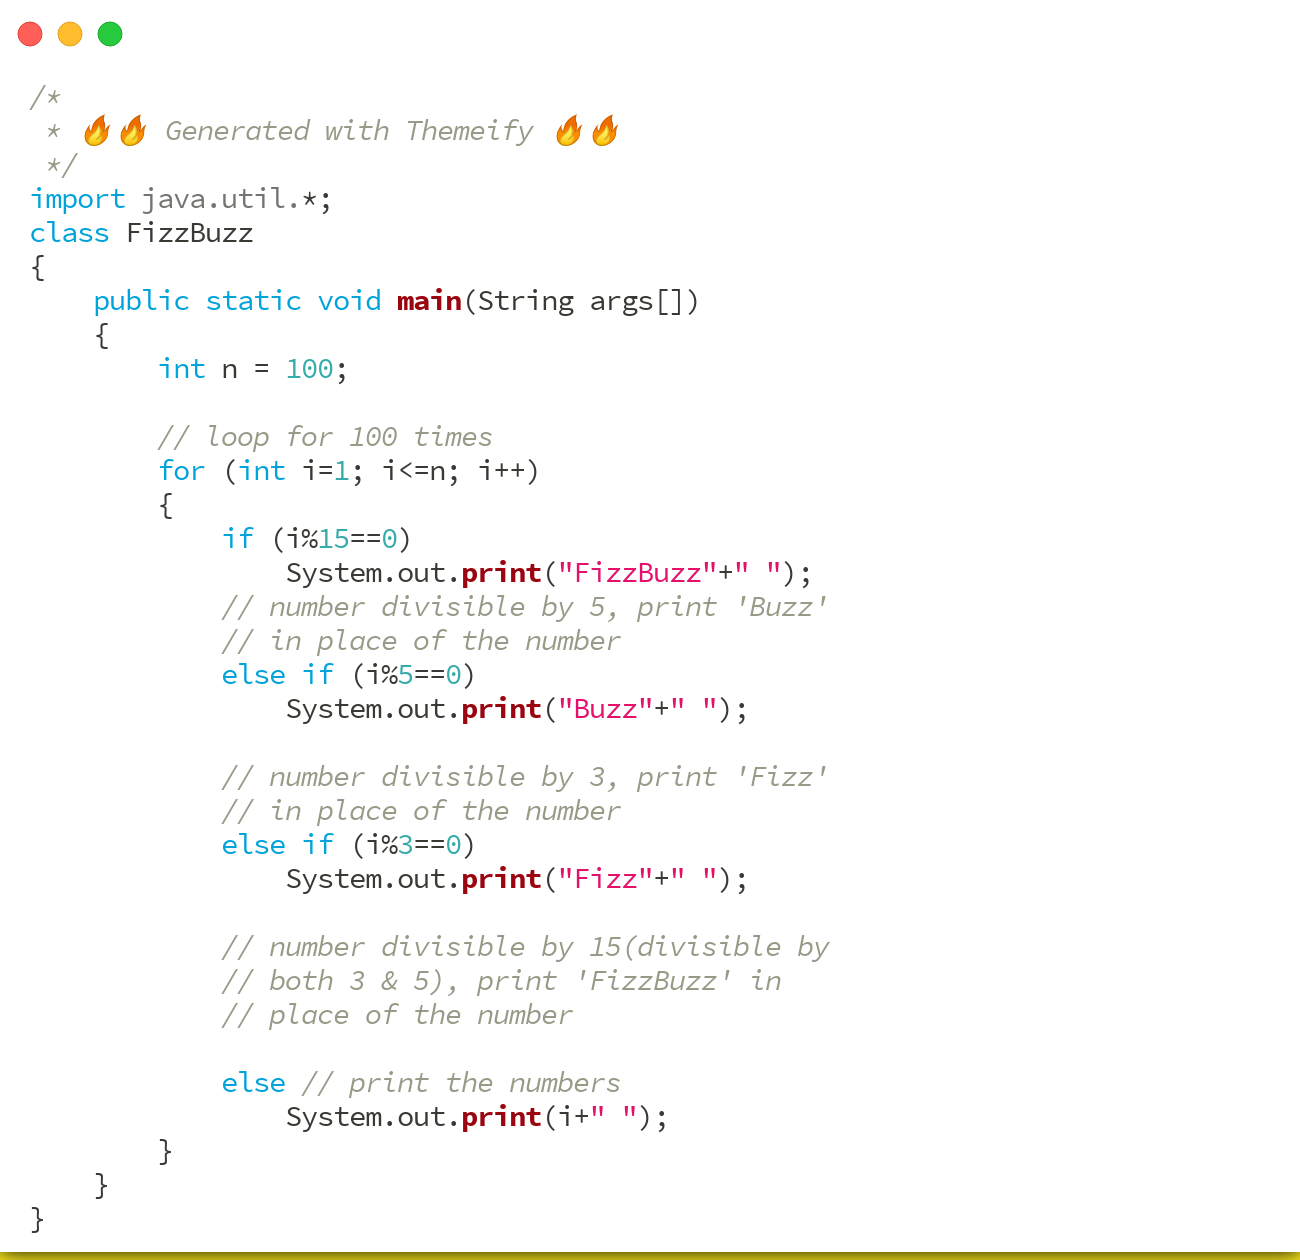 /*
 * 🔥🔥 Generated with Themeify 🔥🔥
 */
import java.util.*;
class FizzBuzz
{
    public static void main(String args[])
    {
        int n = 100;

        // loop for 100 times
        for (int i=1; i<=n; i++)
        {
            if (i%15==0)
                System.out.print("FizzBuzz"+" ");
            // number divisible by 5, print 'Buzz'
            // in place of the number
            else if (i%5==0)
                System.out.print("Buzz"+" ");

            // number divisible by 3, print 'Fizz'
            // in place of the number
            else if (i%3==0)
                System.out.print("Fizz"+" ");

            // number divisible by 15(divisible by
            // both 3 & 5), print 'FizzBuzz' in
            // place of the number

            else // print the numbers
                System.out.print(i+" ");
        }
    }
}